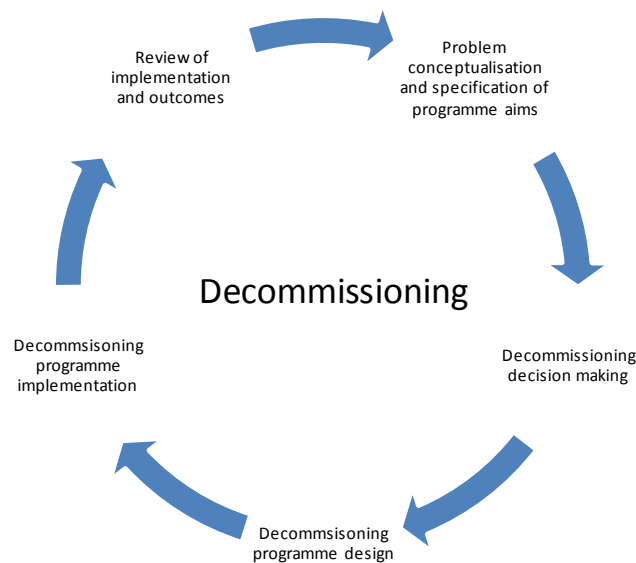 Review of
implementation
and outcomes
Problem
conceptualisation
and specification of
programme aims
Decommissioning
Decommsisoning
programme
implementation
Decommissioning
decision making
Decommsisoning
programme design